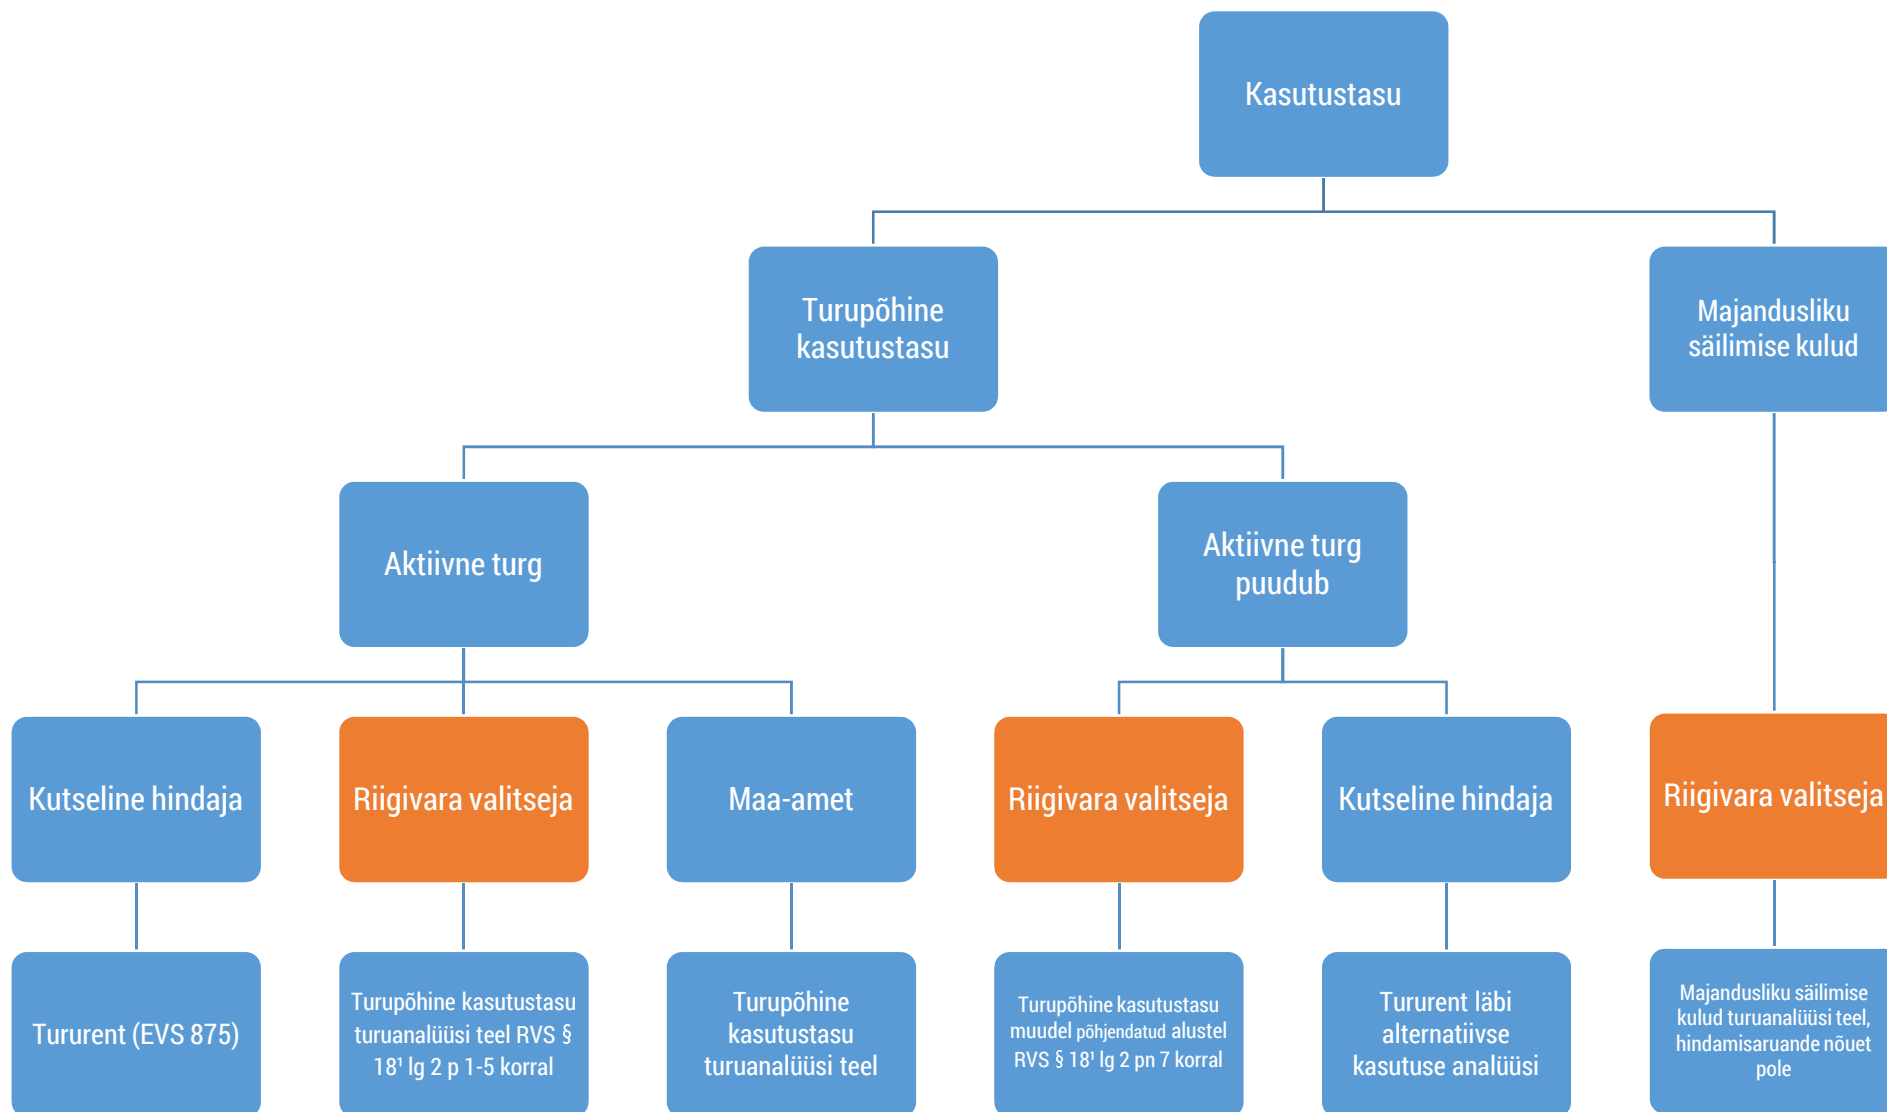 Kasutustasu
Turupõhine
kasutustasu
Majandusliku
säilimise kulud
Aktiivne turg
Aktiivne turg
puudub
Kutseline hindaja
Riigivara valitseja
Maa-amet
Riigivara valitseja
Kutseline hindaja
Riigivara valitseja
Tururent (EVS 875)
Turupõhine kasutustasu
turuanalüüsi teel RVS §
18¹ lg 2 p 1-5 korral
Turupõhine
kasutustasu
turuanalüüsi teel
Turupõhine kasutustasu
muudel põhjendatud alustel
RVS § 18¹ lg 2 pn 7 korral
Tururent läbi
alternatiivse
kasutuse analüüsi
Majandusliku säilimise
kulud turuanalüüsi teel,
hindamisaruande nõuet
pole